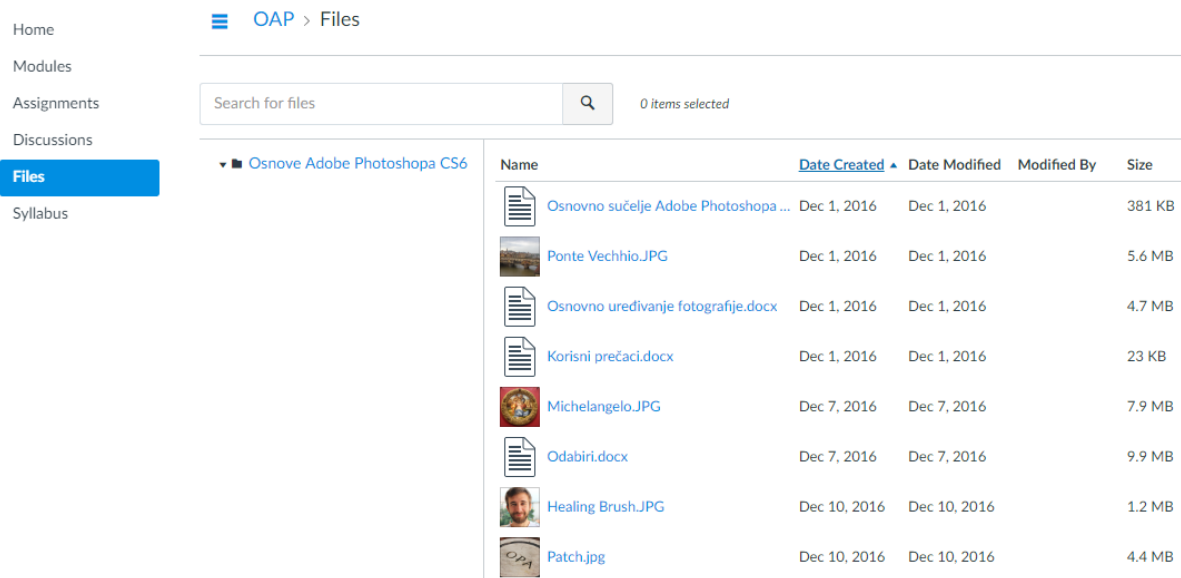 Home
Modules
Assignments
Discussions
Files
Syllabus
OAP > Files
Search for files
0 items selected
Osnove Adobe Photoshopa CS6
Name Date Created Date Modified Modified By Size
Osnovno sučelje Adobe Photoshopa ... Dec 1, 2016 Dec 1, 2016 381 KB
Ponte Vechhio.JPG Dec 1, 2016 Dec 1, 2016 5.6 MB
Osnovno uređivanje fotografije.docx Dec 1, 2016 Dec 1, 2016 4.7 MB
Korisni prečaci.docx Dec 1, 2016 Dec 1, 2016 23 KB
Michelangelo.JPG Dec 7, 2016 Dec 7, 2016 7.9 MB
Odabiri.docx Dec 7, 2016 Dec 7, 2016 9.9 MB
Healing Brush.JPG Dec 10, 2016 Dec 10, 2016 1.2 MB
OPA
Patch.jpg Dec 10, 2016 Dec 10, 2016 4.4 MB